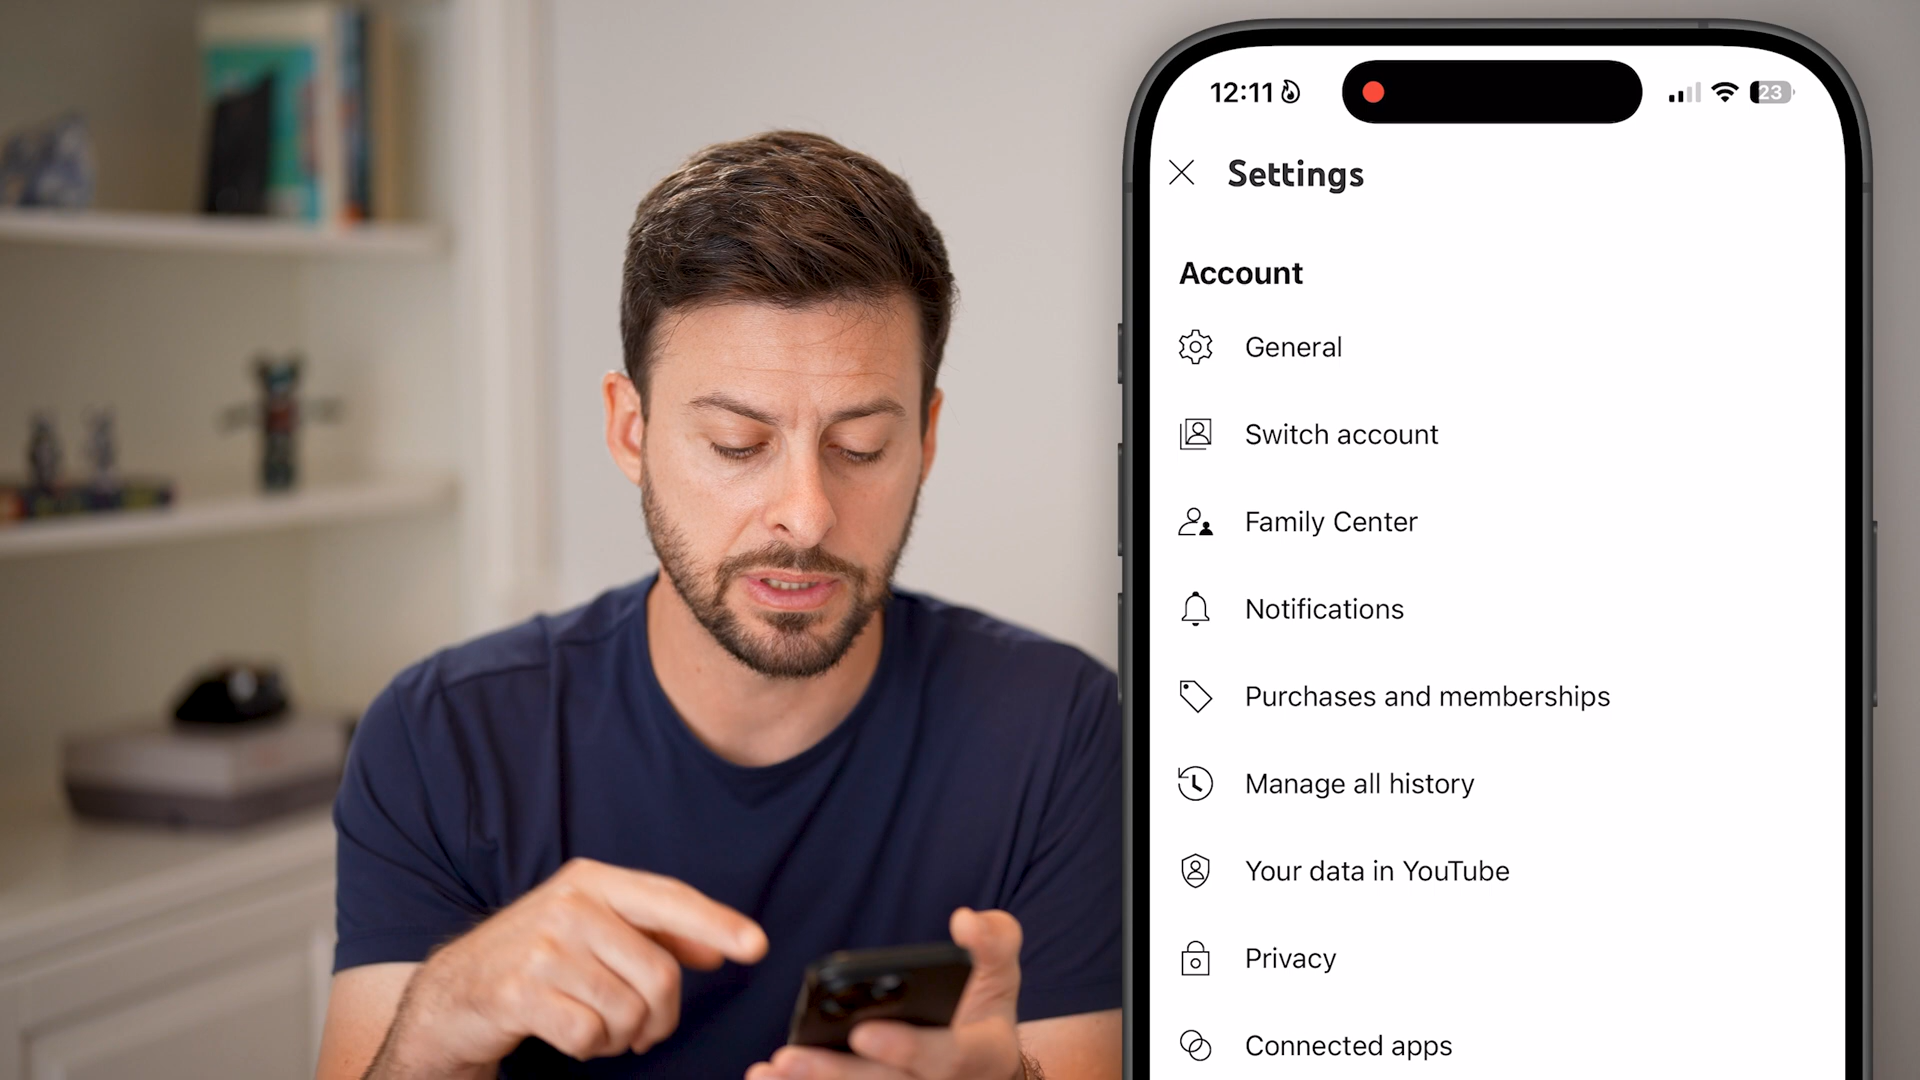 12:11
23
Settings
Account
General
Switch account
Family Center
Notifications
Purchases and memberships
Manage all history
Your data in YouTube
Privacy
Connected apps